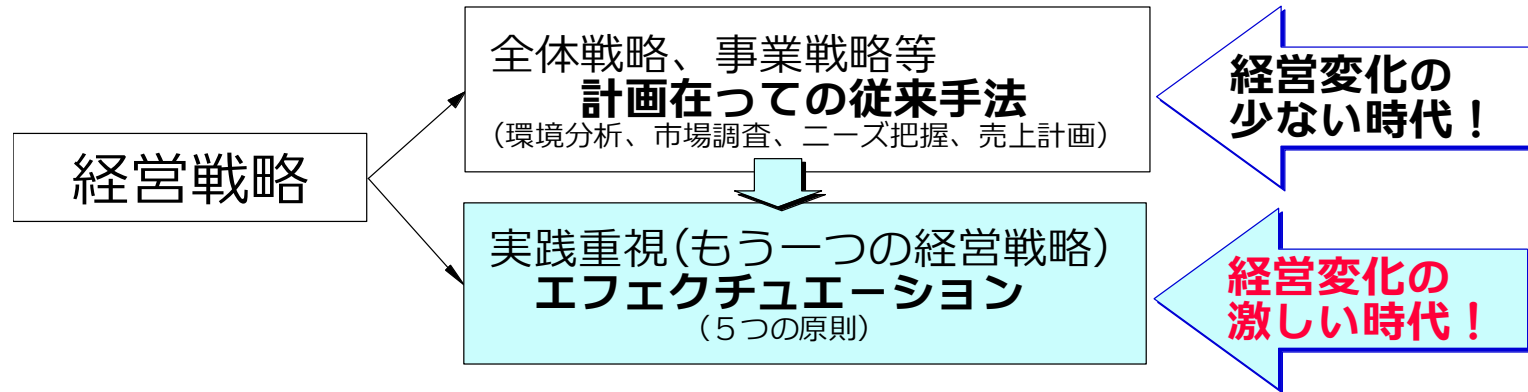 経営戦略
全体戦略、事業戦略等
計画在っての従来手法
（環境分析、市場調査、ニーズ把握、売上計画）
経営変化の
少ない時代！
実践重視(もう一つの経営戦略)
エフェクチュエーション
（５つの原則）
経営変化の
激しい時代！